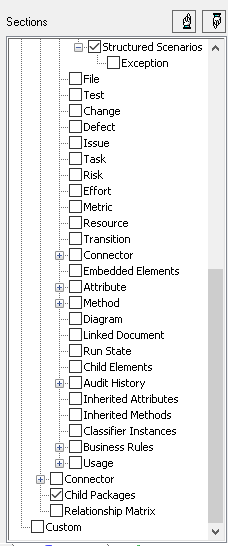 Sections
Structured Scenarios
Exception
File
Test
Change
Defect
Issue
Task
Risk
Effort
Metric
Resource
Transition
Connector
Embedded Elements
Attribute
Method
Diagram
Linked Document
Run State
Child Elements
Audit History
Inherited Attributes
Inherited Methods
Classifier Instances
Business Rules
Usage
Connector
Child Packages
Relationship Matrix
Custom